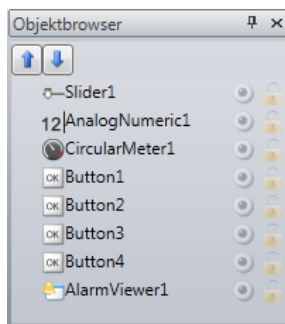 Objektbrowser
Slider1
12 AnalogNumeric1
CircularMeter1
OK Button1
OK Button2
OK Button3
OK Button4
AlarmViewer1